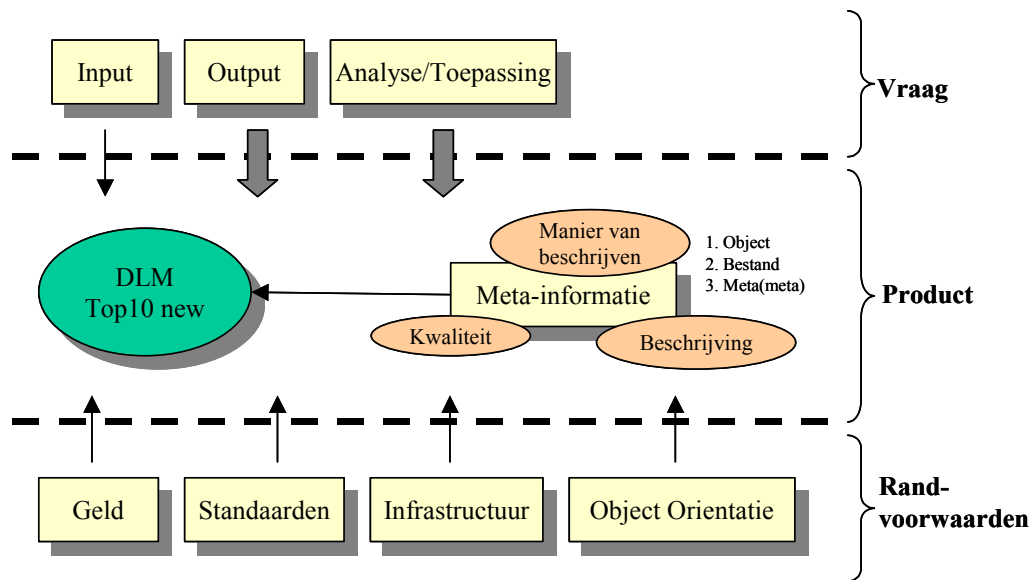 Input
Output
Analyse/Toepassing
Vraag
DLM
Top10 new
Manier van
beschrijven
Meta-informatie
Kwaliteit
Beschrijving
1. Object
2. Bestand
3. Meta(meta)
Product
Geld
Standaarden
Infrastructuur
Object Orientatie
Rand-
voorwaarden